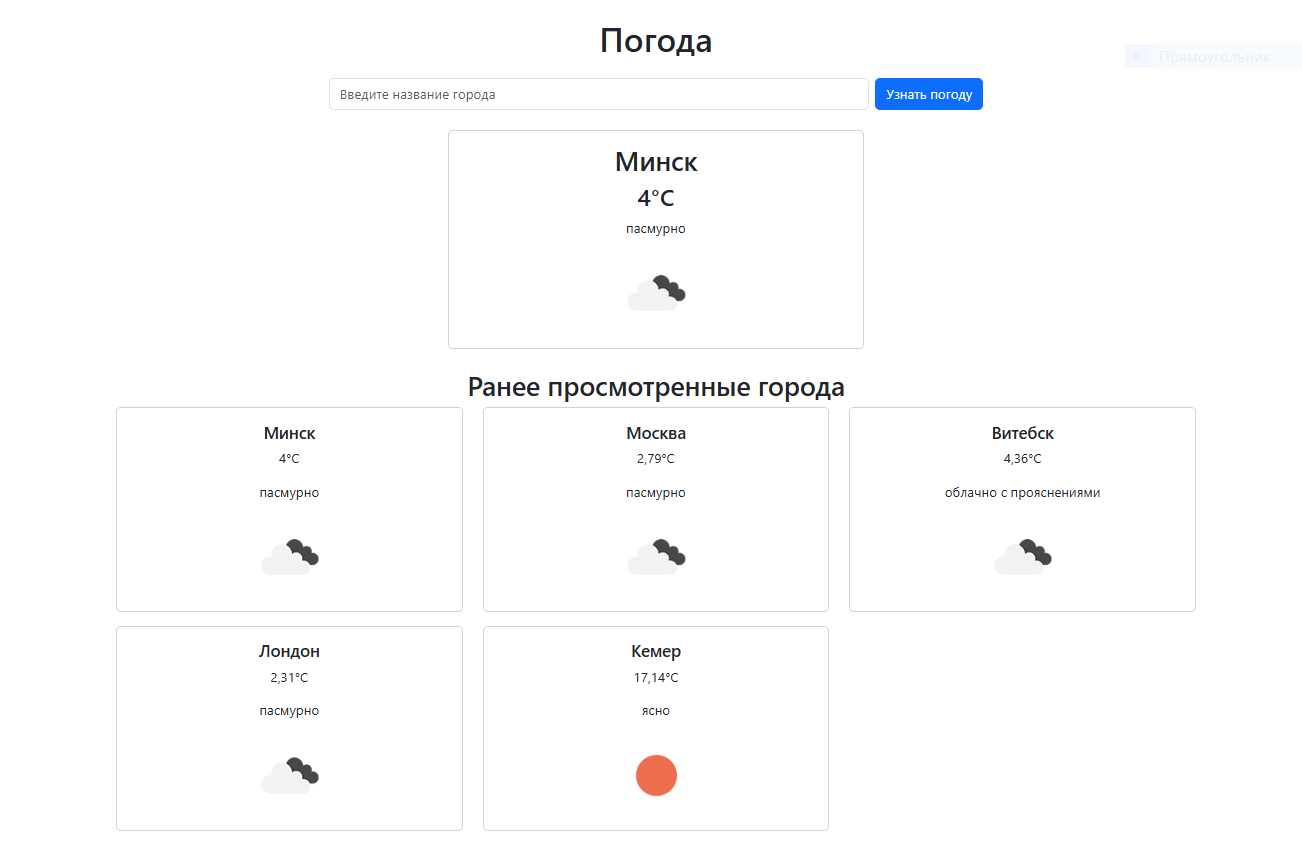 Погода
Прямоугольник
Введите название города
Узнать погоду
Минск
4°C
пасмурно
Ранее просмотренные города
Минск
4°C
пасмурно
Москва
2,79°C
пасмурно
Витебск
4,36°C
облачно с прояснениями
Лондон
2,31°C
пасмурно
Кемер
17,14°C
ясно